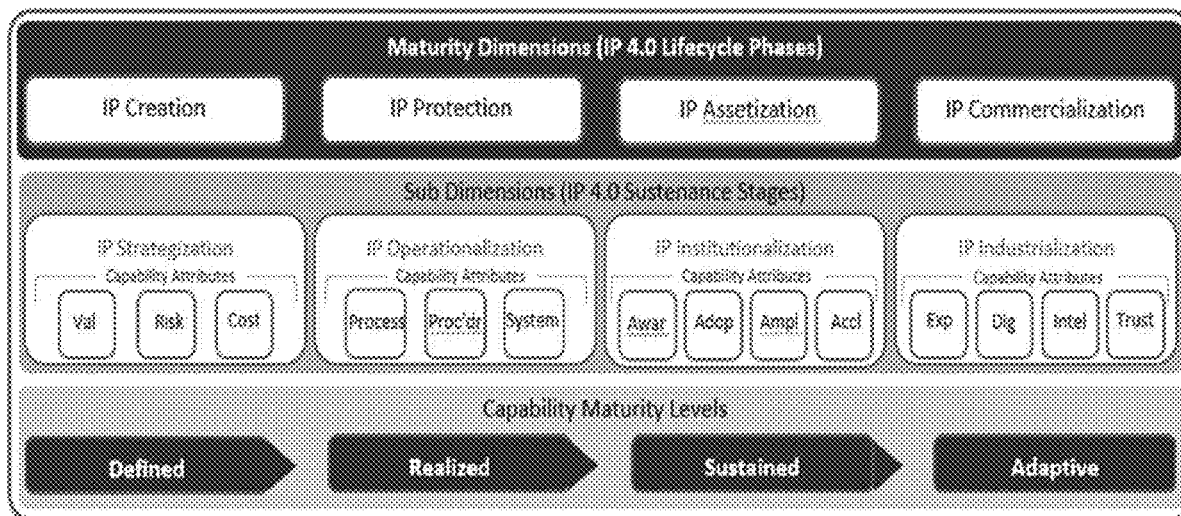 Maturity Dimensions (IP 4.0 Lifecycle Phases)
IP Creation
IP Protection
IP Assetization
IP Commercialization
Sub Dimensions (IP 4.0 Sustenance Stages)
IP Strategization
Capability Attributes
Val
Risk
Cost
IP Operationalization
Capability Attributes
Process
Proc'dr
System
IP Institutionalization
Capability Attributes
Awar
Adop
Ampl
Accl
IP Industrialization
Capability Attributes
Exp
Dig
Intel
Trust
Capability Maturity Levels
Defined
Realized
Sustained
Adaptive